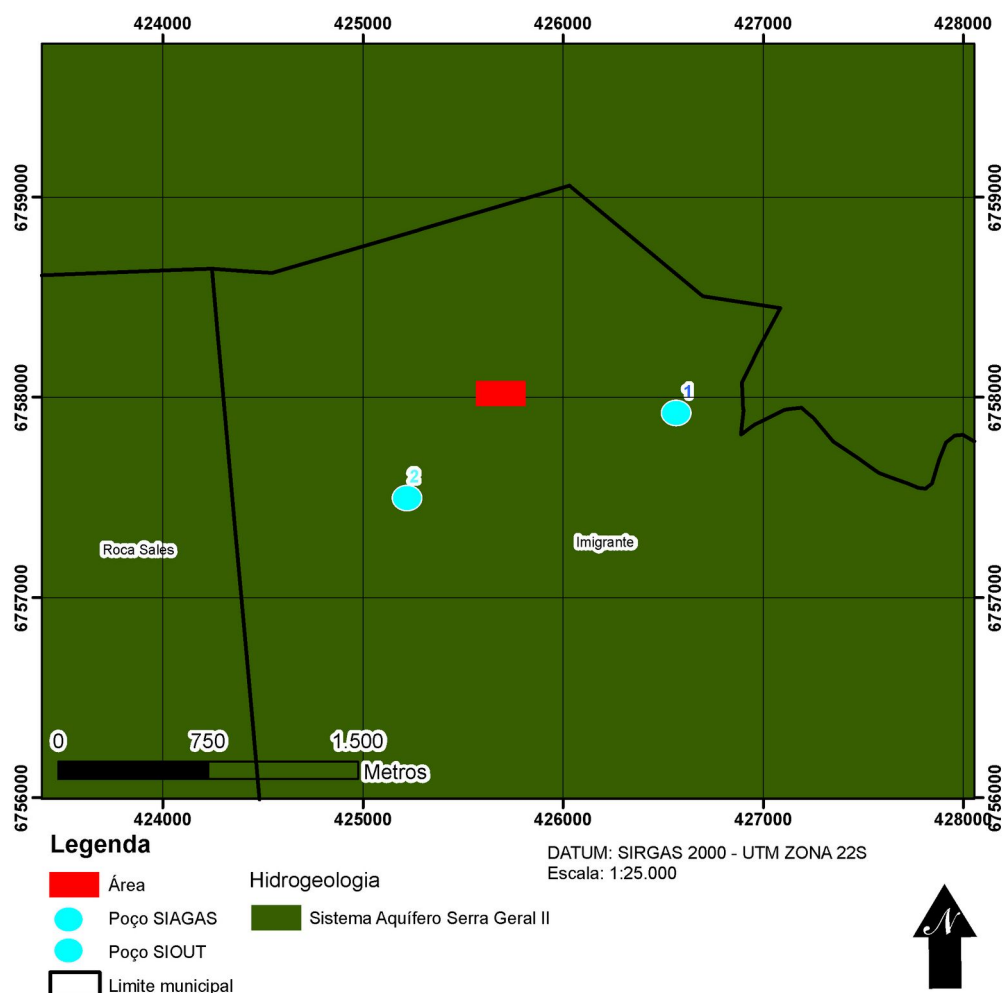 424000 425000 426000 427000 428000
6759000 6759000
6758000 6758000
1
2
Roca Sales
Imigrante
6757000 6757000
0 750 1.500
Metros
6756000 6756000
424000 425000 426000 427000 428000
Legenda
DATUM: SIRGAS 2000 - UTM ZONA 22S
Escala: 1:25.000
Área
Hidrogeologia
Poço SIAGAS
Sistema Aquífero Serra Geral II
Poço SIOUT
Limite municipal
N